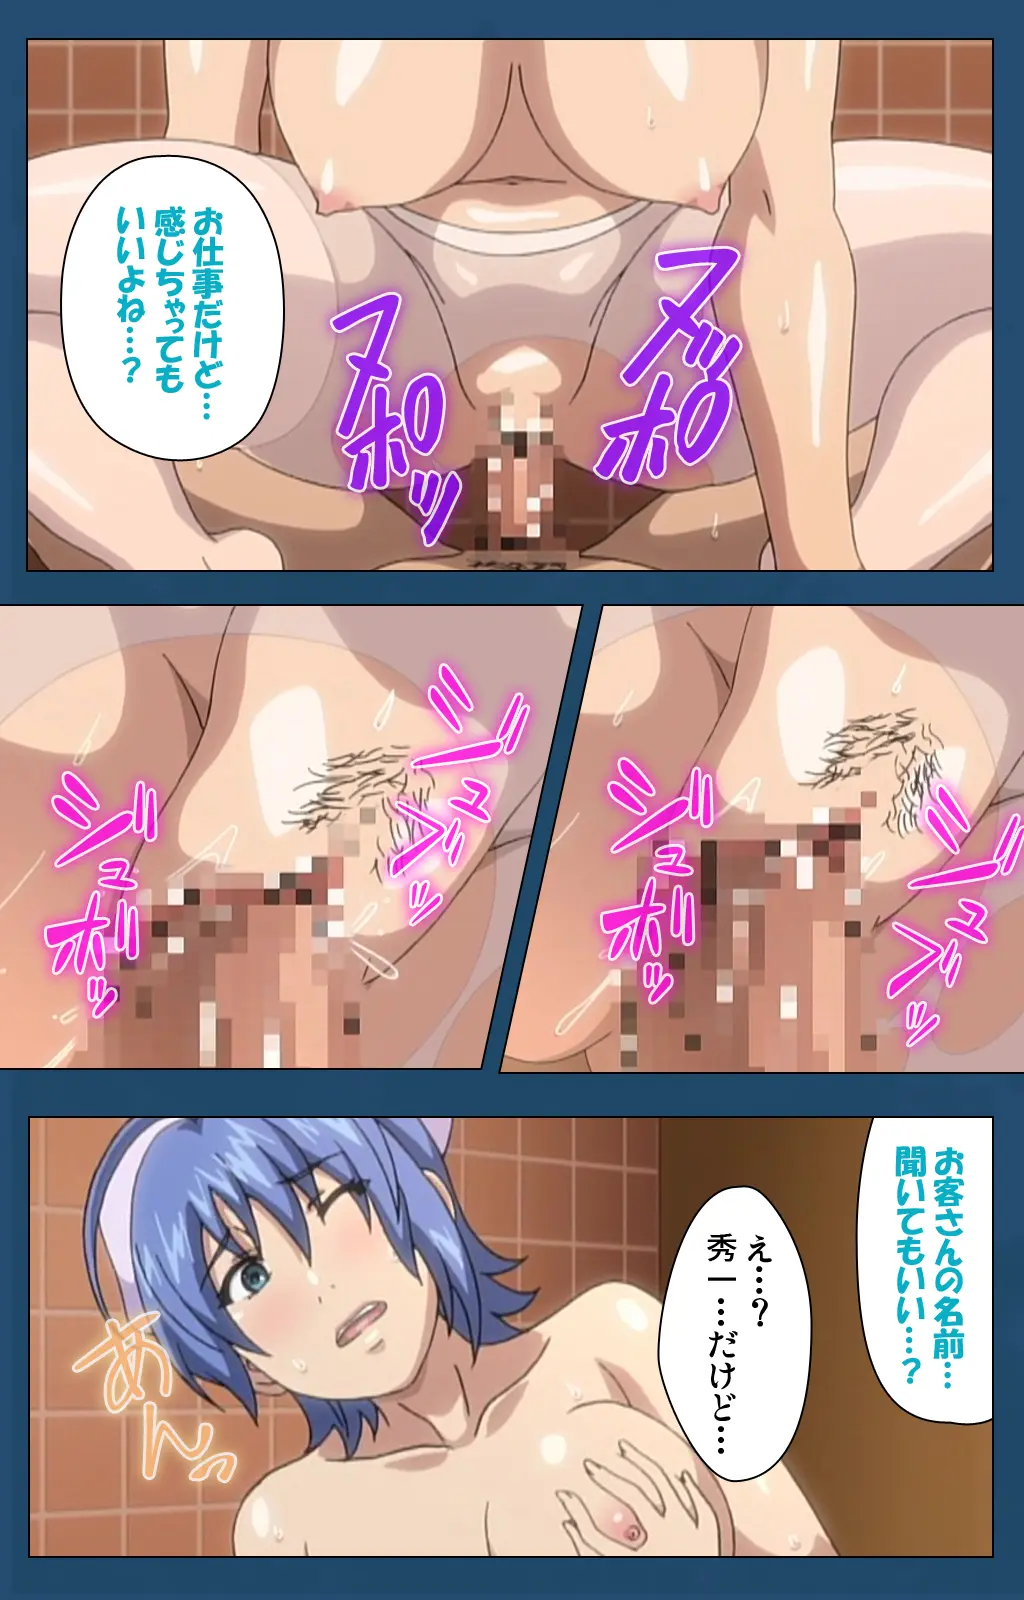 お仕事だけど…
感じちゃっても
いいよね…?
ヌッ
ポ
ヌポ
ポッ
ジュ
ボッ
ジュ
ブッ
ジュ
ボッ
ジュ
ブッ
お客さんの名前…
聞いてもいい…?
え…?
秀一…だけど…
あんっ